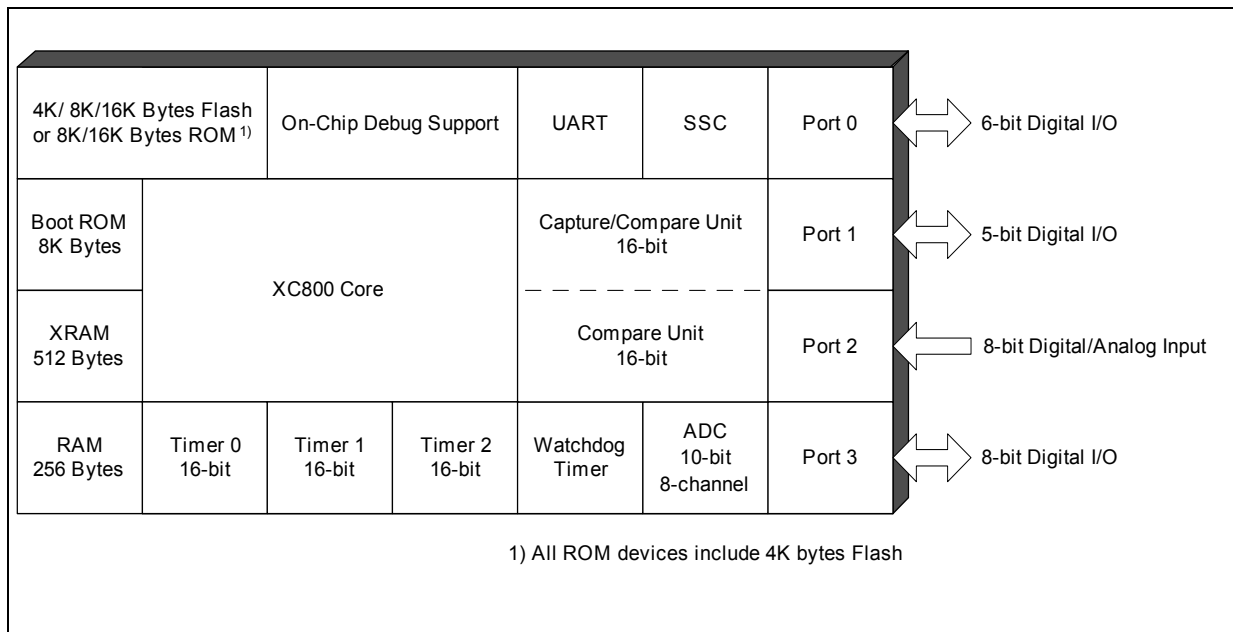 4K/ 8K/16K Bytes Flash
or 8K/16K Bytes ROM 1)
On-Chip Debug Support
UART
SSC
Port 0
6-bit Digital I/O
Boot ROM
8K Bytes
XC800 Core
Capture/Compare Unit
16-bit
Port 1
5-bit Digital I/O
XRAM
512 Bytes
Compare Unit
16-bit
Port 2
8-bit Digital/Analog Input
RAM
256 Bytes
Timer 0
16-bit
Timer 1
16-bit
Timer 2
16-bit
Watchdog
Timer
ADC
10-bit
8-channel
Port 3
8-bit Digital I/O
1) All ROM devices include 4K bytes Flash